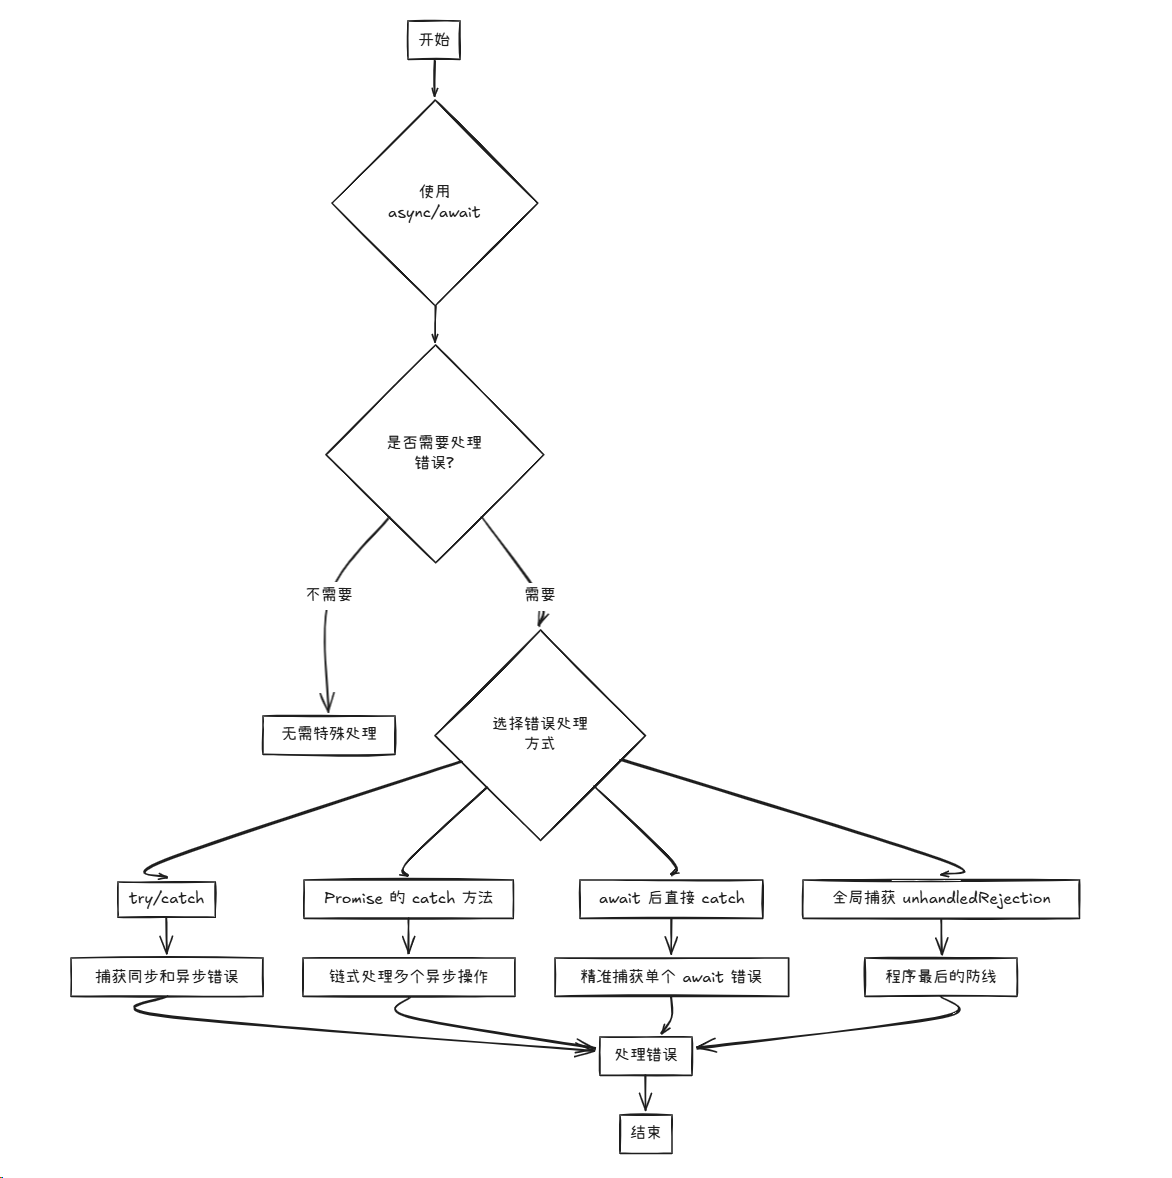 开始
使用
async/await
是否需要处理
错误?
不需要
需要
无需特殊处理
选择错误处理
方式
try/catch
Promise 的 catch 方法
await 后直接 catch
全局捕获 unhandledRejection
捕获同步和异步错误
链式处理多个异步操作
精准捕获单个 await 错误
程序最后的防线
处理错误
结束